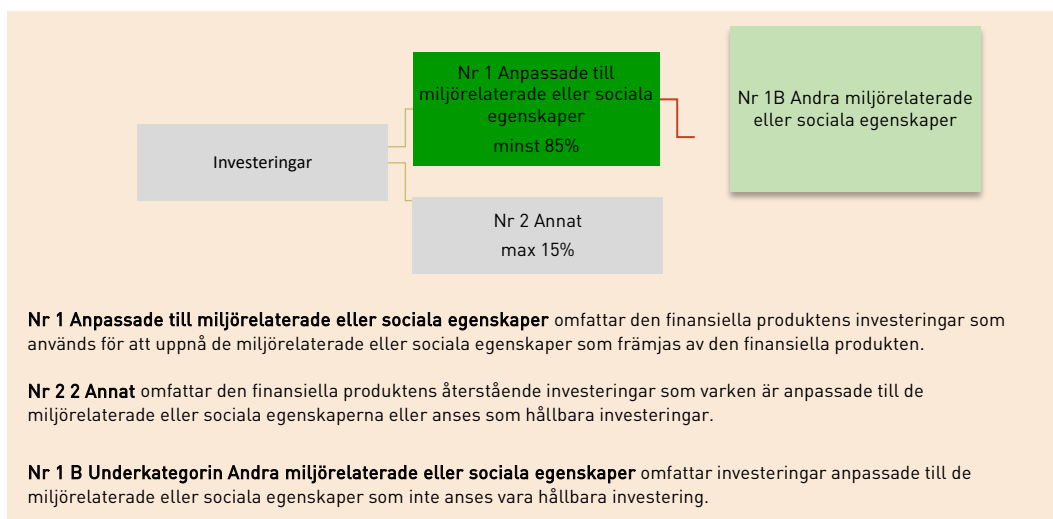 Nr 1 Anpassade till
miljörelaterade eller sociala
egenskaper
minst 85%
Nr 1B Andra miljörelaterade
eller sociala egenskaper
Investeringar
Nr 2 Annat
max 15%
Nr 1 Anpassade till miljörelaterade eller sociala egenskaper omfattar den finansiella produktens investeringar som
används för att uppnå de miljörelaterade eller sociala egenskaper som främjas av den finansiella produkten.
Nr 2 2 Annat omfattar den finansiella produktens återstående investeringar som varken är anpassade till de
miljörelaterade eller sociala egenskaperna eller anses som hållbara investeringar.
Nr 1 B Underkategorin Andra miljörelaterade eller sociala egenskaper omfattar investeringar anpassade till de
miljörelaterade eller sociala egenskaper som inte anses vara hållbara investering.